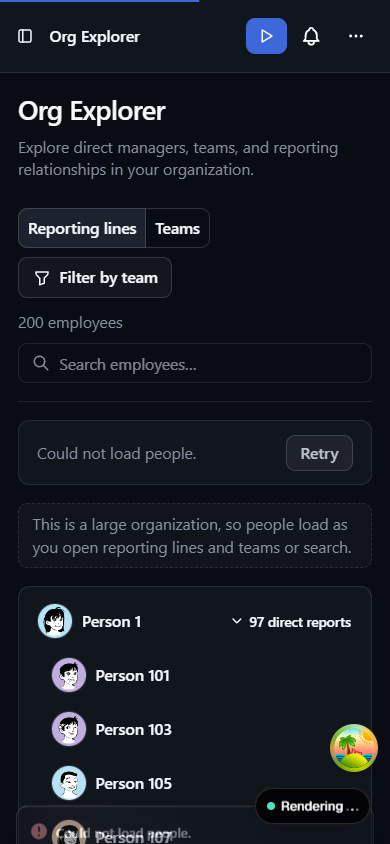 Org Explorer
Org Explorer
Explore direct managers, teams, and reporting
relationships in your organization.
Reporting lines
Teams
Filter by team
200 employees
Search employees...
Could not load people.
Retry
This is a large organization, so people load as
you open reporting lines and teams or search.
Person 1
97 direct reports
Person 101
Person 103
Person 105
Rendering ...
Could not load people.
Person 107